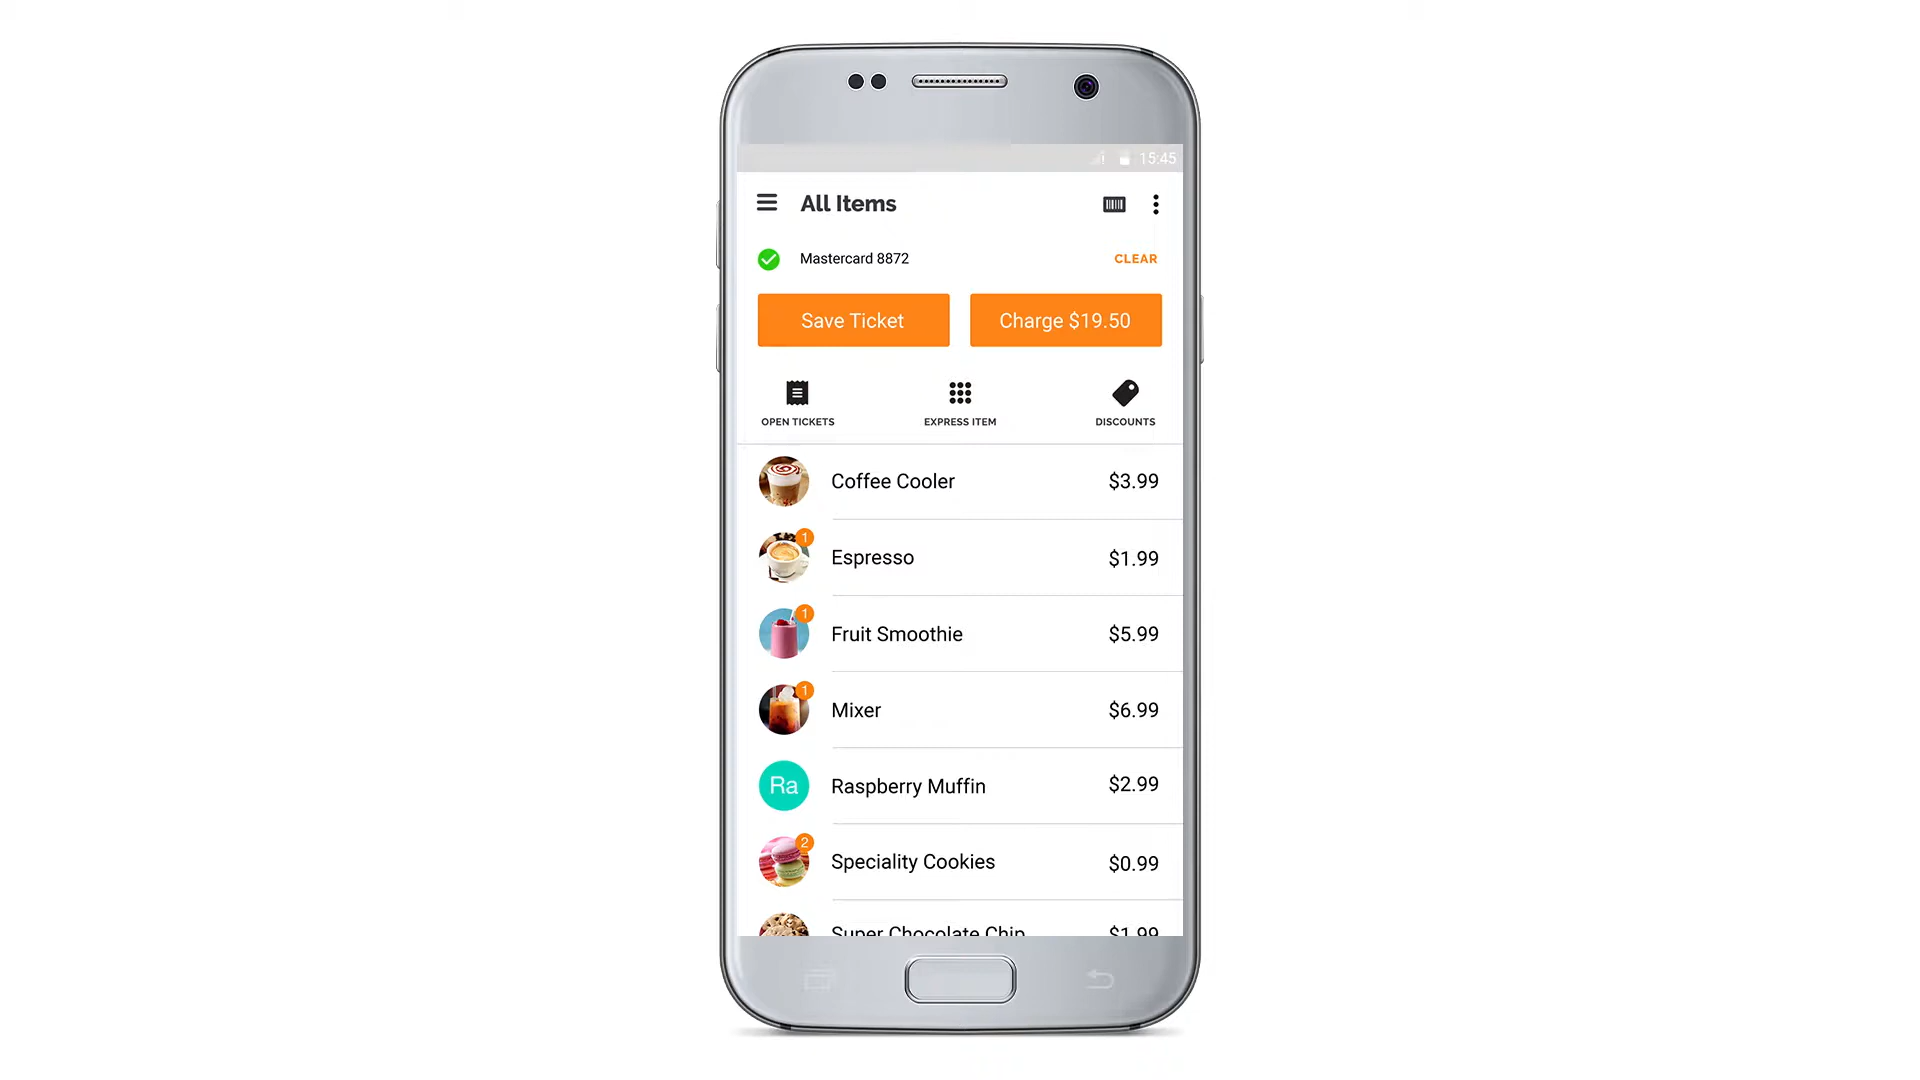 15:45
All Items
Mastercard 8872 CLEAR
Save Ticket Charge $19.50
OPEN TICKETS EXPRESS ITEM DISCOUNTS
Coffee Cooler $3.99
1
Espresso $1.99
1
Fruit Smoothie $5.99
1
Mixer $6.99
Ra Raspberry Muffin $2.99
2
Speciality Cookies $0.99
Super Chocolate Chip $1.99